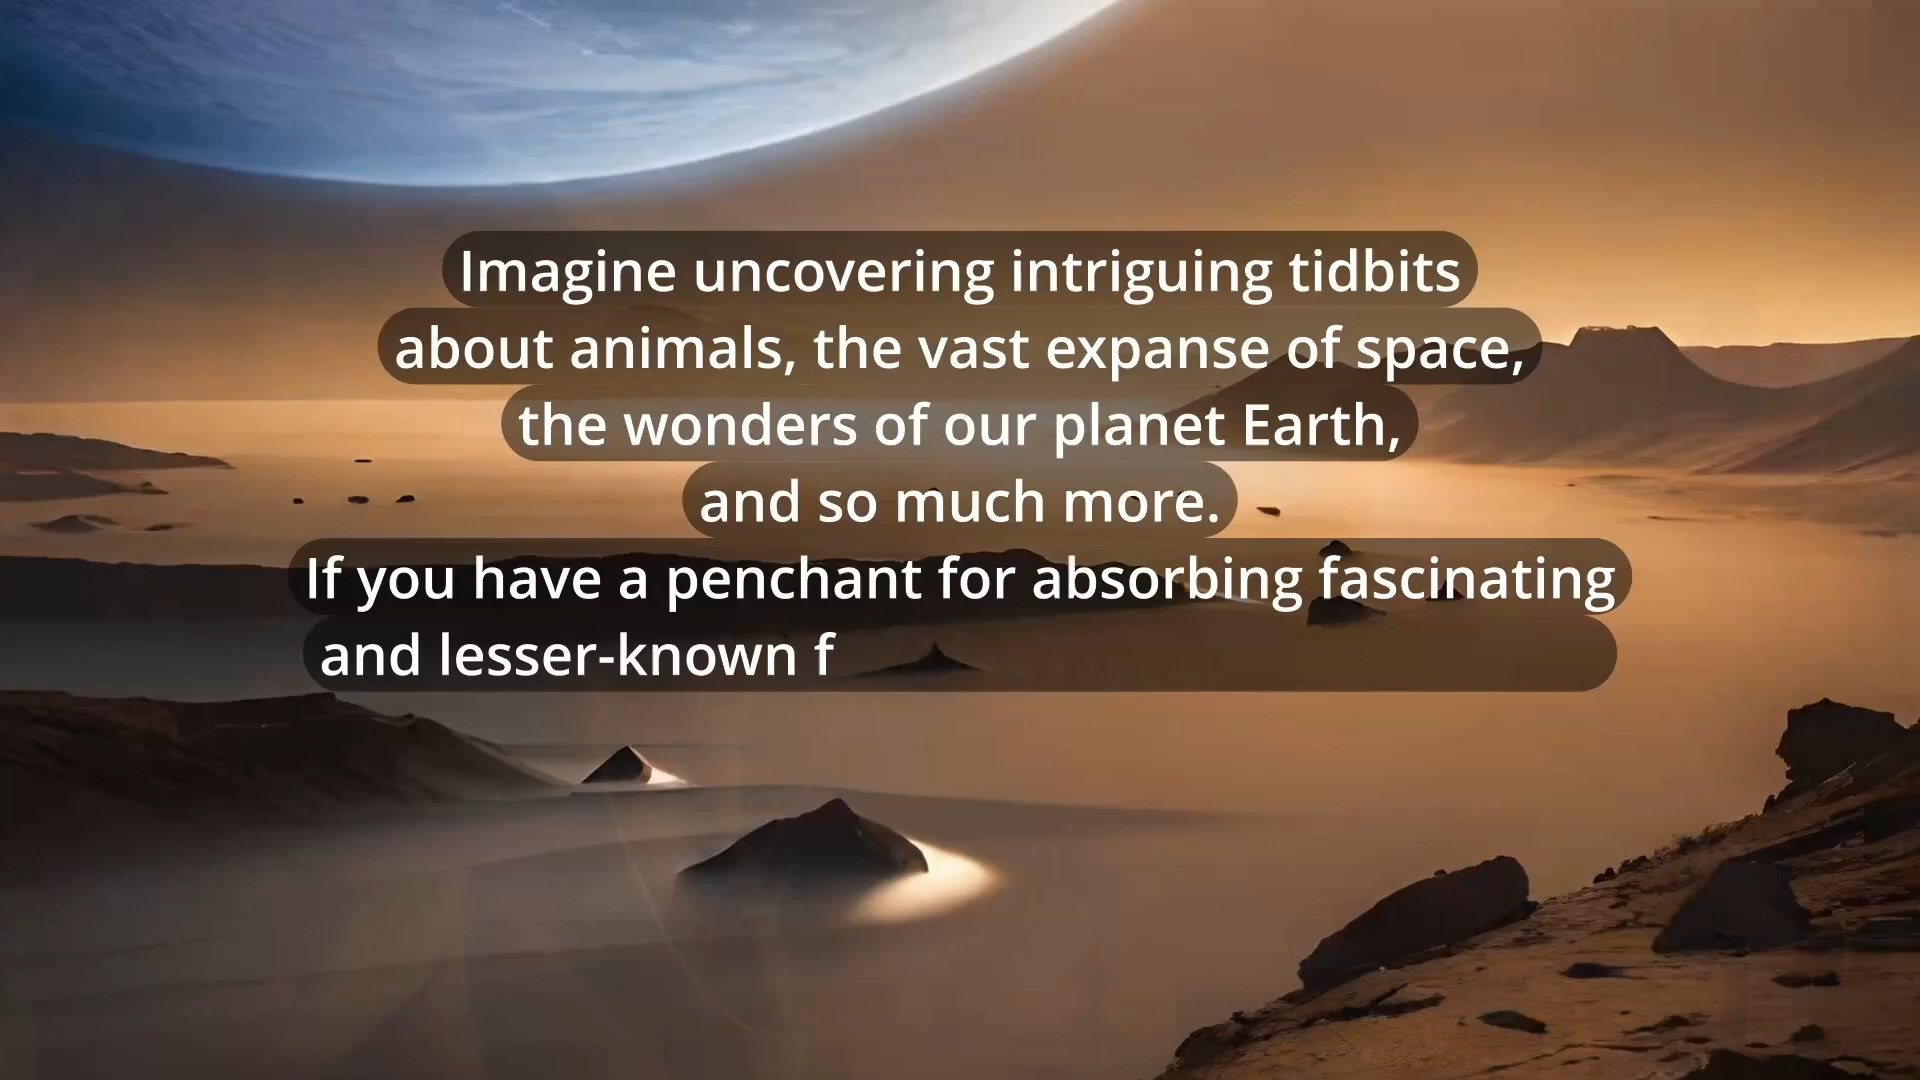 Imagine uncovering intriguing tidbits
about animals, the vast expanse of space,
the wonders of our planet Earth,
and so much more.
If you have a penchant for absorbing fascinating
and lesser-known f